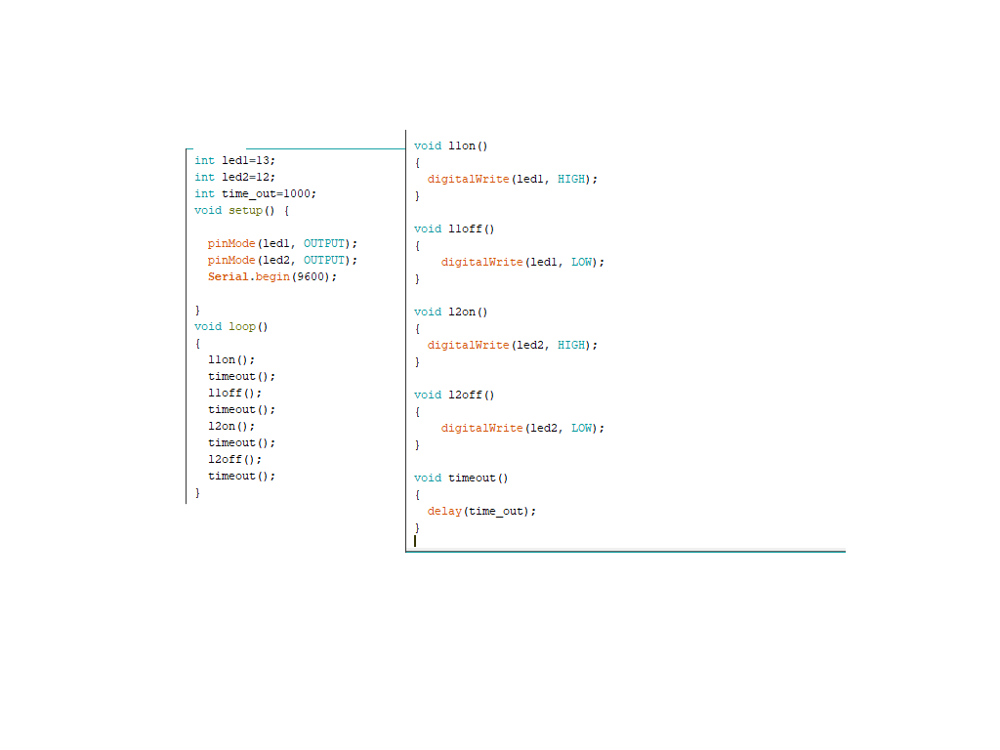 int led1=13;
int led2=12;
int time_out=1000;
void setup() {
pinMode(led1, OUTPUT);
pinMode(led2, OUTPUT);
Serial.begin(9600);
}
void loop()
{
l1on();
timeout();
l1off();
timeout();
l2on();
timeout();
l2off();
timeout();
}
void l1on()
{
digitalWrite(led1, HIGH);
}
void l1off()
{
digitalWrite(led1, LOW);
}
void l2on()
{
digitalWrite(led2, HIGH);
}
void l2off()
{
digitalWrite(led2, LOW);
}
void timeout()
{
delay(time_out);
}